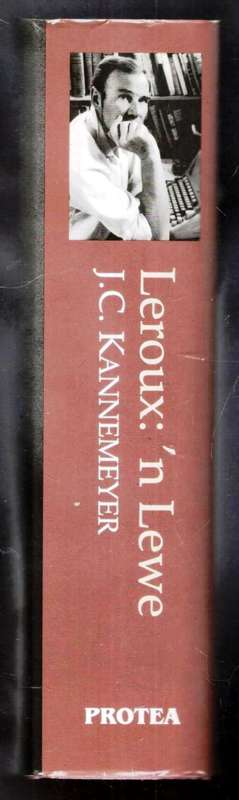 Leroux: 'n Lewe
J.C. KANNEMEYER
PROTEA